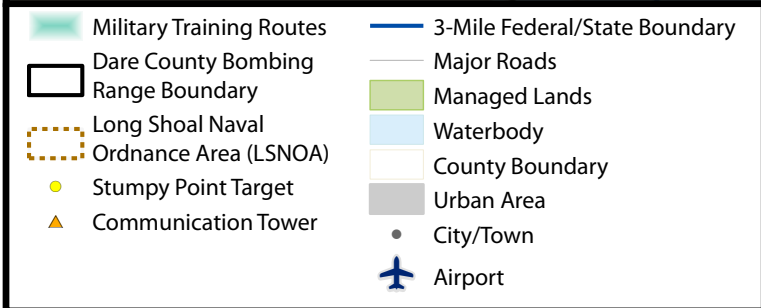 Military Training Routes
Dare County Bombing
Range Boundary
Long Shoal Naval
Ordnance Area (LSNOA)
Stumpy Point Target
Communication Tower
3-Mile Federal/State Boundary
Major Roads
Managed Lands
Waterbody
County Boundary
Urban Area
City/Town
Airport